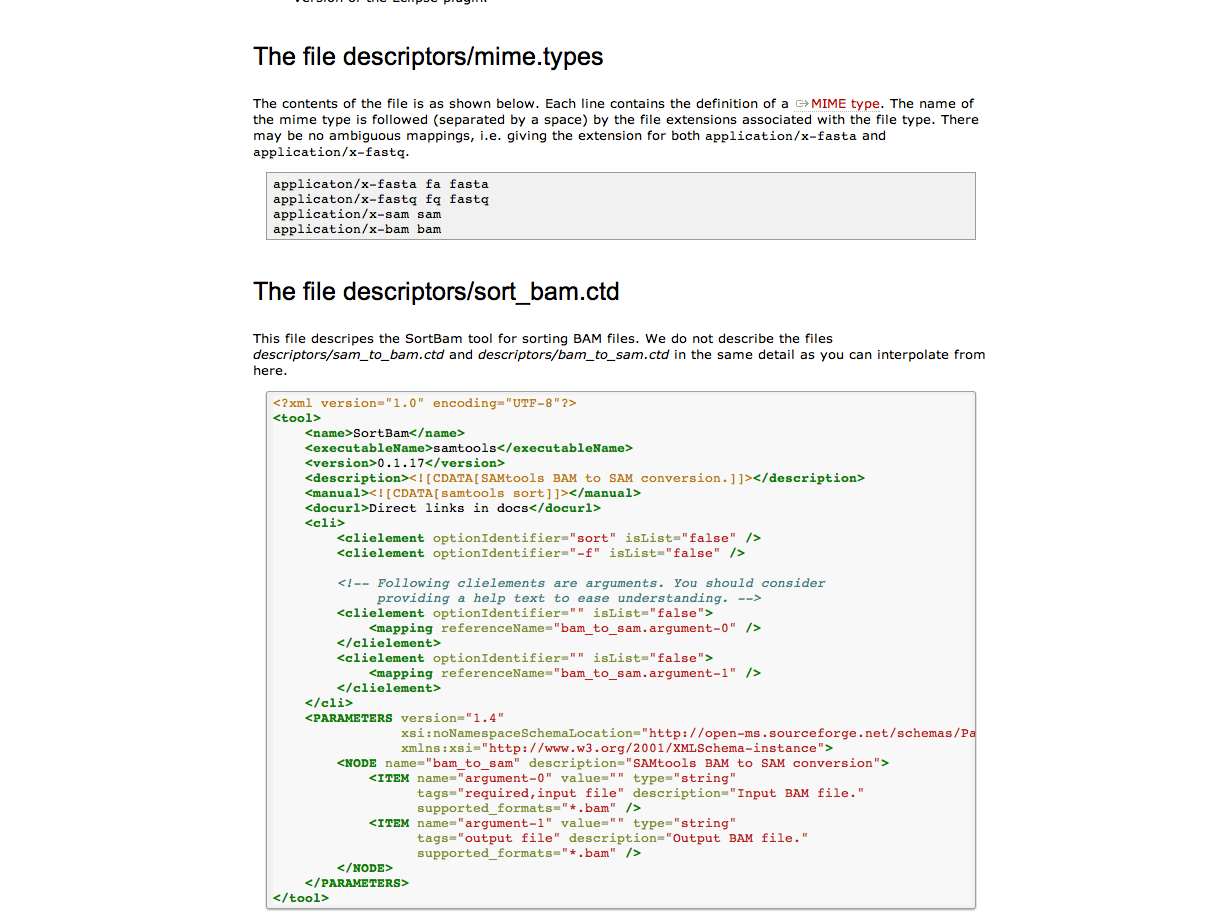 version of the Eclipse plugin.
The file descriptors/mime.types
The contents of the file is as shown below. Each line contains the definition of a MIME type. The name of
the mime type is followed (separated by a space) by the file extensions associated with the file type. There
may be no ambiguous mappings, i.e. giving the extension for both application/x-fasta and
application/x-fastq.
applicaton/x-fasta fa fasta
applicaton/x-fastq fq fastq
application/x-sam sam
application/x-bam bam
The file descriptors/sort_bam.ctd
This file descripes the SortBam tool for sorting BAM files. We do not describe the files
descriptors/sam_to_bam.ctd and descriptors/bam_to_sam.ctd in the same detail as you can interpolate from
here.
<?xml version="1.0" encoding="UTF-8"?>
<tool>
    <name>SortBam</name>
    <executableName>samtools</executableName>
    <version>0.1.17</version>
    <description><![CDATA[SAMtools BAM to SAM conversion.]]></description>
    <manual><![CDATA[samtools sort]]></manual>
    <docurl>Direct links in docs</docurl>
    <cli>
        <clielement optionIdentifier="sort" isList="false" />
        <clielement optionIdentifier="-f" isList="false" />
        <!-- Following clielements are arguments. You should consider
             providing a help text to ease understanding. -->
        <clielement optionIdentifier="" isList="false">
            <mapping referenceName="bam_to_sam.argument-0" />
        </clielement>
        <clielement optionIdentifier="" isList="false">
            <mapping referenceName="bam_to_sam.argument-1" />
        </clielement>
    </cli>
    <PARAMETERS version="1.4"
                xsi:noNamespaceSchemaLocation="http://open-ms.sourceforge.net/schemas/Pa
                xmlns:xsi="http://www.w3.org/2001/XMLSchema-instance">
        <NODE name="bam_to_sam" description="SAMtools BAM to SAM conversion">
            <ITEM name="argument-0" value="" type="string"
                  tags="required,input file" description="Input BAM file."
                  supported_formats="*.bam" />
            <ITEM name="argument-1" value="" type="string"
                  tags="output file" description="Output BAM file."
                  supported_formats="*.bam" />
        </NODE>
    </PARAMETERS>
</tool>